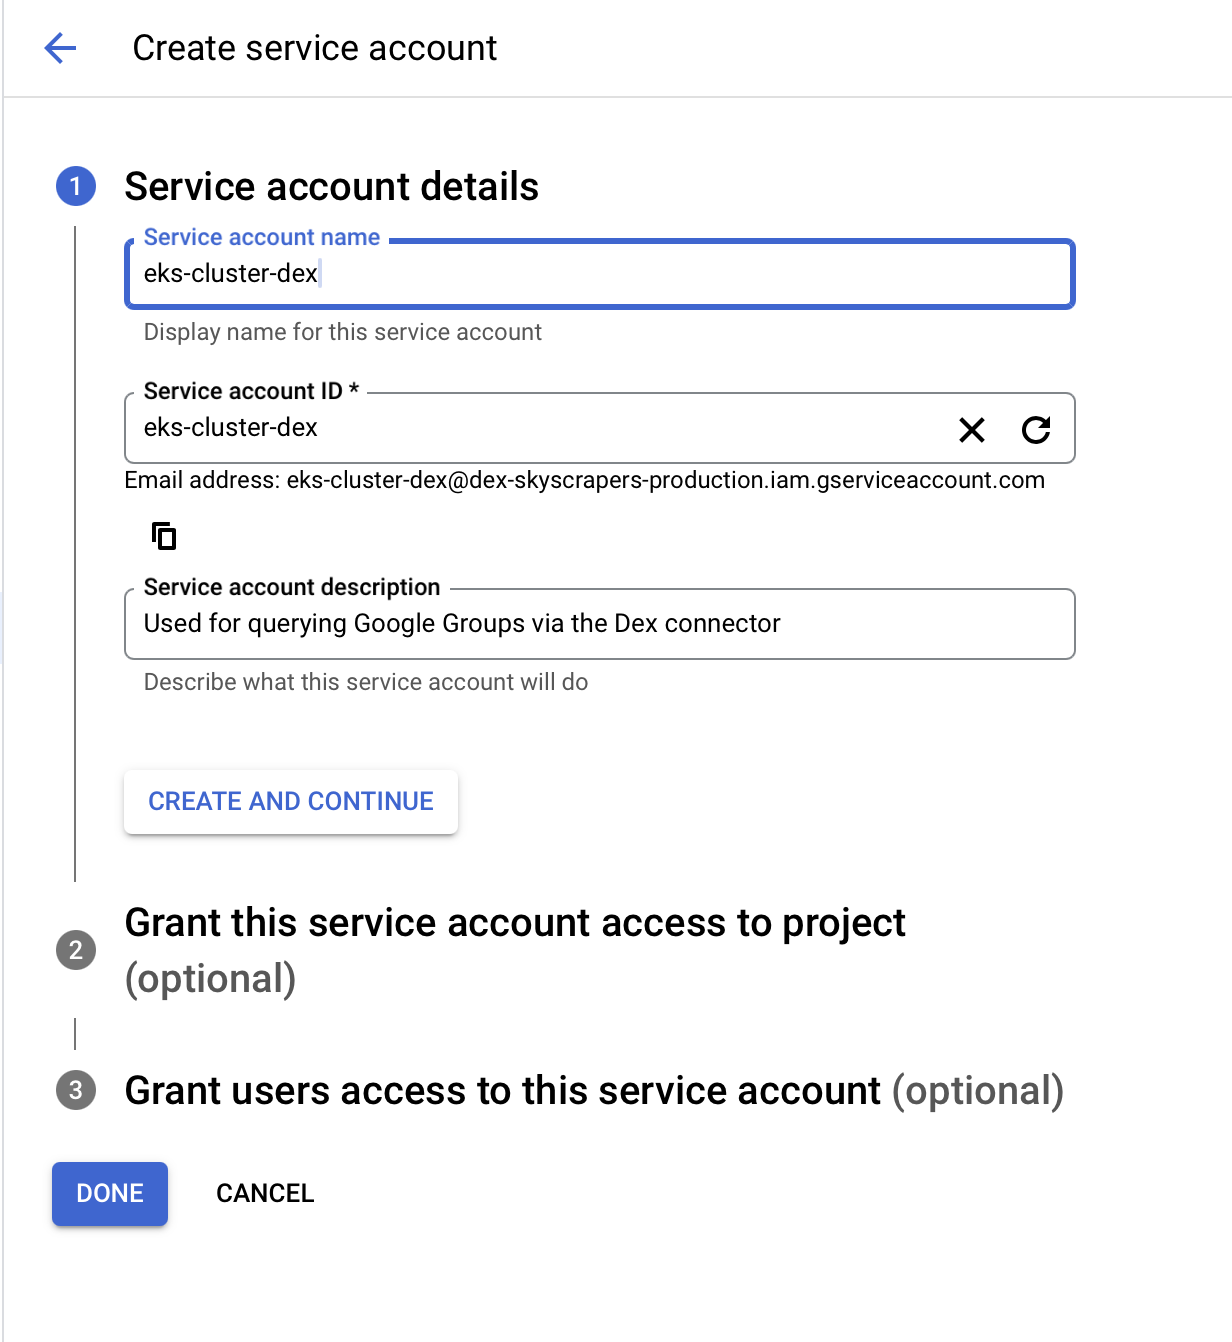 Create service account
1 Service account details
Service account name
eks-cluster-dex
Display name for this service account
Service account ID *
eks-cluster-dex
Email address: eks-cluster-dex@dex-skyscrapers-production.iam.gserviceaccount.com
Service account description
Used for querying Google Groups via the Dex connector
Describe what this service account will do
CREATE AND CONTINUE
2 Grant this service account access to project
(optional)
3 Grant users access to this service account (optional)
DONE CANCEL